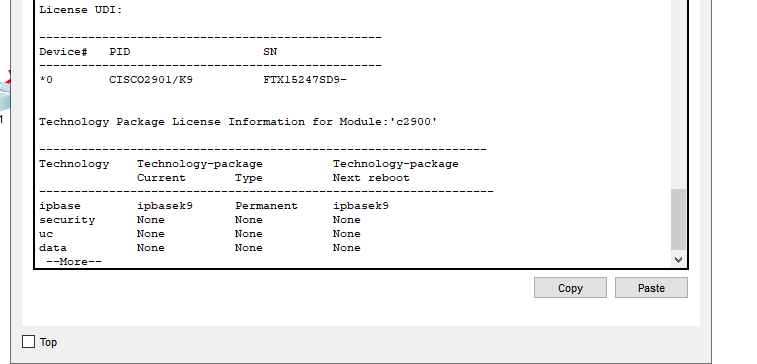 License UDI:
-------------------------------------------------
Device#   PID                   SN
-------------------------------------------------
*0        CISCO2901/K9          FTX15247SD9-
Technology Package License Information for Module:'c2900'
----------------------------------------------------------------
Technology    Technology-package          Technology-package
              Current       Type          Next reboot
-----------------------------------------------------------------
ipbase        ipbasek9      Permanent     ipbasek9
security      None          None          None
uc            None          None          None
data          None          None          None
 --More--
Copy Paste
Top
1